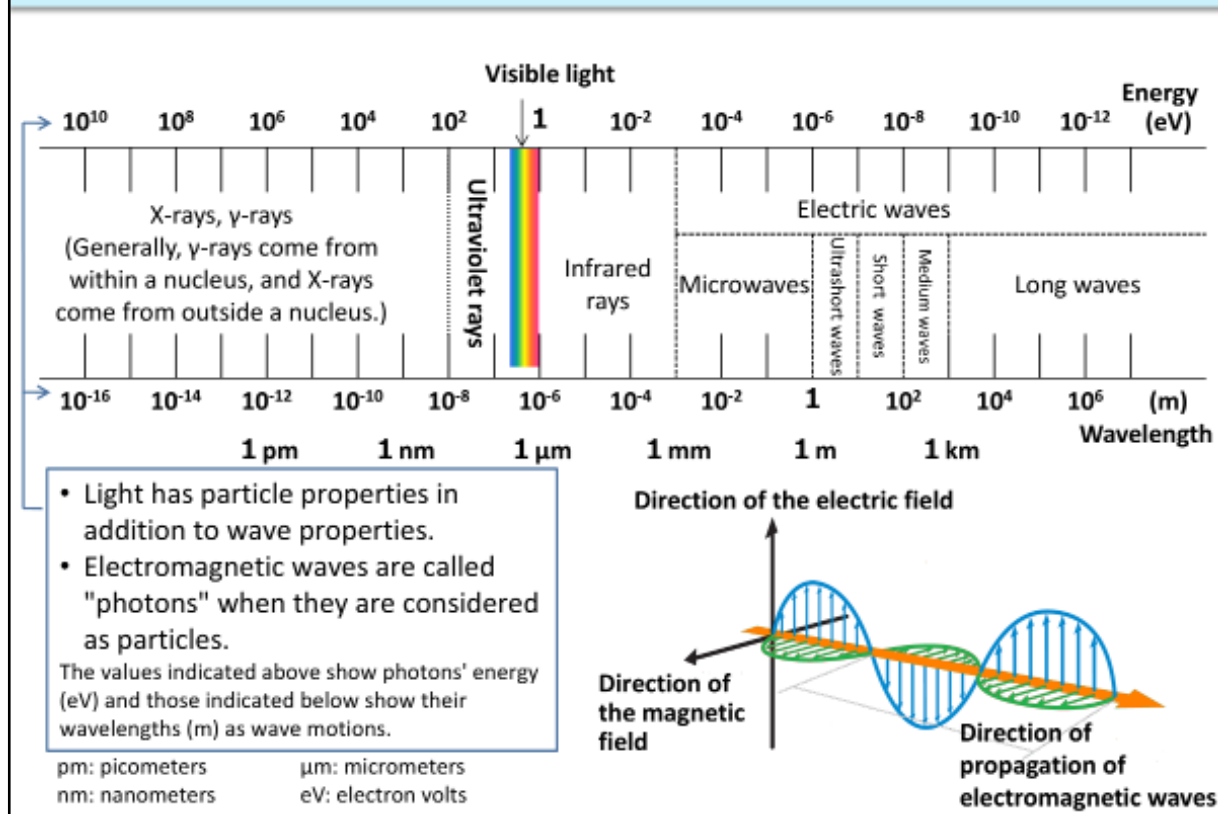 Visible light
10¹⁰ 10⁸ 10⁶ 10⁴ 10² 1 10⁻² 10⁻⁴ 10⁻⁶ 10⁻⁸ 10⁻¹⁰ 10⁻¹² Energy (eV)
X-rays, γ-rays
(Generally, γ-rays come from
within a nucleus, and X-rays
come from outside a nucleus.)
Ultraviolet rays
Infrared
rays
Electric waves
Microwaves
Ultrashort waves
Short waves
Medium waves
Long waves
10⁻¹⁶ 10⁻¹⁴ 10⁻¹² 10⁻¹⁰ 10⁻⁸ 10⁻⁶ 10⁻⁴ 10⁻² 1 10² 10⁴ 10⁶ (m)
Wavelength
1 pm 1 nm 1 μm 1 mm 1 m 1 km
• Light has particle properties in
addition to wave properties.
• Electromagnetic waves are called
"photons" when they are considered
as particles.
The values indicated above show photons' energy
(eV) and those indicated below show their
wavelengths (m) as wave motions.
pm: picometers μm: micrometers
nm: nanometers eV: electron volts
Direction of the electric field
Direction of
the magnetic
field
Direction of
propagation of
electromagnetic waves